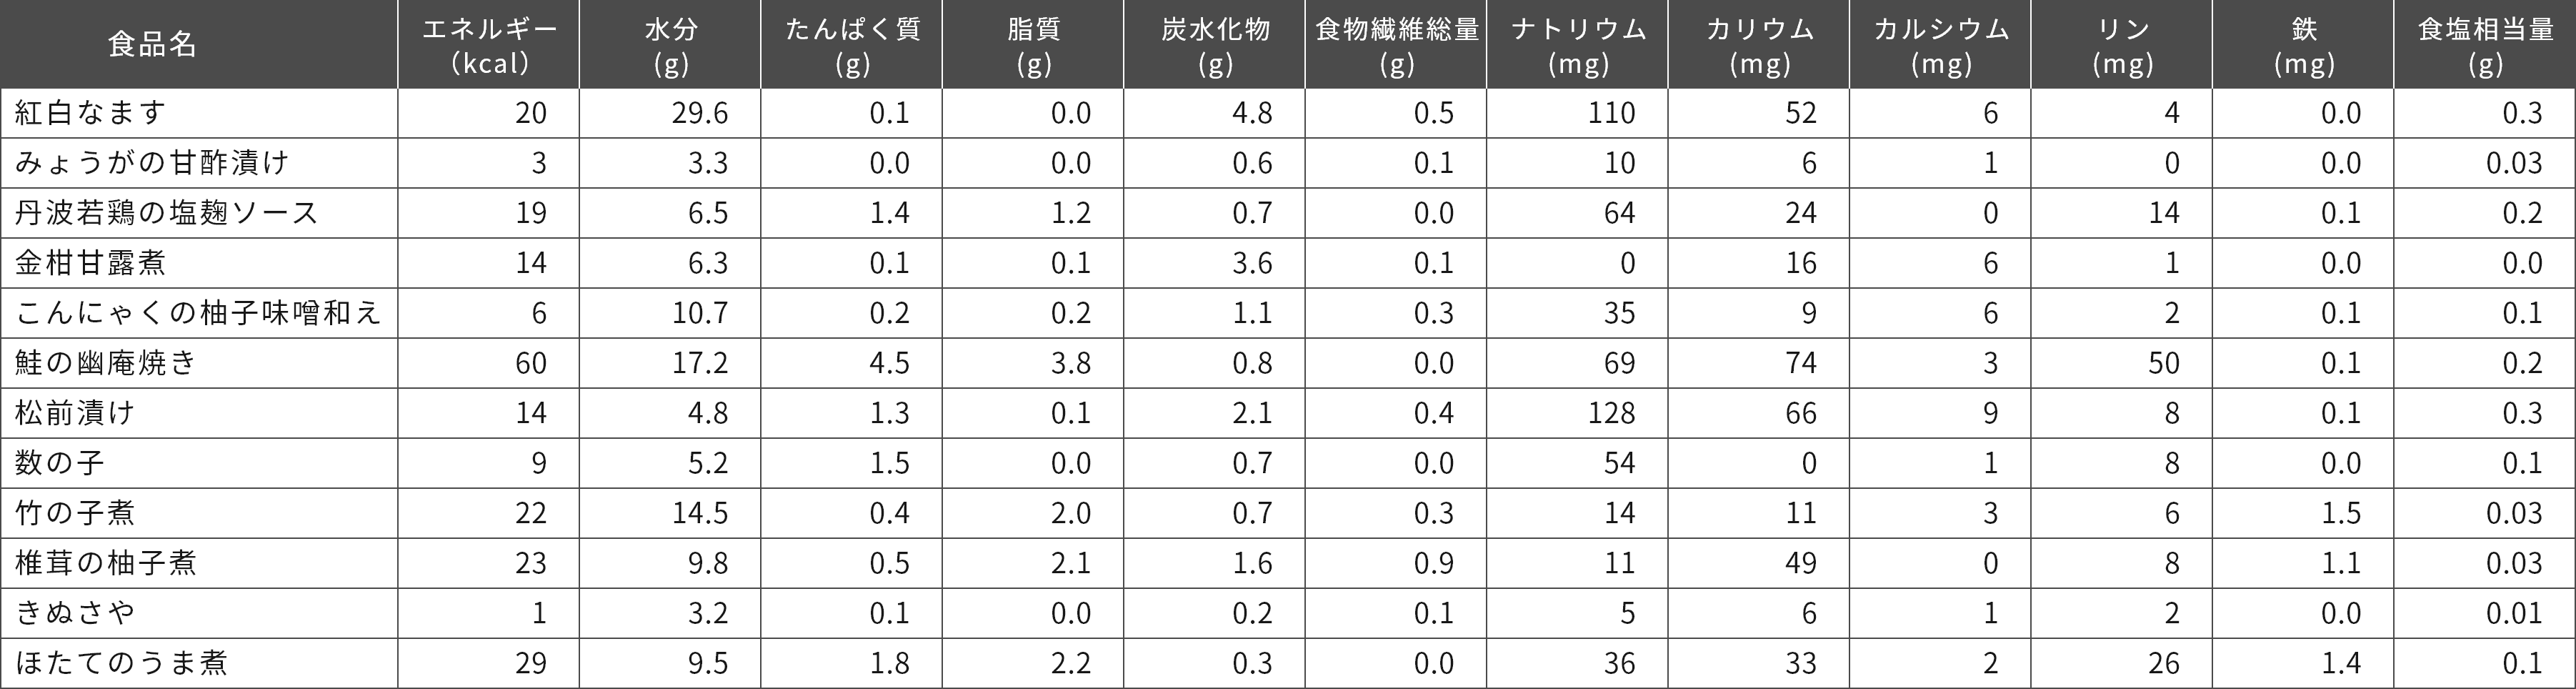 食品名 エネルギー（kcal） 水分(g) たんぱく質(g) 脂質(g) 炭水化物(g) 食物繊維総量(g) ナトリウム(mg) カリウム(mg) カルシウム(mg) リン(mg) 鉄(mg) 食塩相当量(g)
紅白なます 20 29.6 0.1 0.0 4.8 0.5 110 52 6 4 0.0 0.3
みょうがの甘酢漬け 3 3.3 0.0 0.0 0.6 0.1 10 6 1 0 0.0 0.03
丹波若鶏の塩麹ソース 19 6.5 1.4 1.2 0.7 0.0 64 24 0 14 0.1 0.2
金柑甘露煮 14 6.3 0.1 0.1 3.6 0.1 0 16 6 1 0.0 0.0
こんにゃくの柚子味噌和え 6 10.7 0.2 0.2 1.1 0.3 35 9 6 2 0.1 0.1
鮭の幽庵焼き 60 17.2 4.5 3.8 0.8 0.0 69 74 3 50 0.1 0.2
松前漬け 14 4.8 1.3 0.1 2.1 0.4 128 66 9 8 0.1 0.3
数の子 9 5.2 1.5 0.0 0.7 0.0 54 0 1 8 0.0 0.1
竹の子煮 22 14.5 0.4 2.0 0.7 0.3 14 11 3 6 1.5 0.03
椎茸の柚子煮 23 9.8 0.5 2.1 1.6 0.9 11 49 0 8 1.1 0.03
きぬさや 1 3.2 0.1 0.0 0.2 0.1 5 6 1 2 0.0 0.01
ほたてのうま煮 29 9.5 1.8 2.2 0.3 0.0 36 33 2 26 1.4 0.1